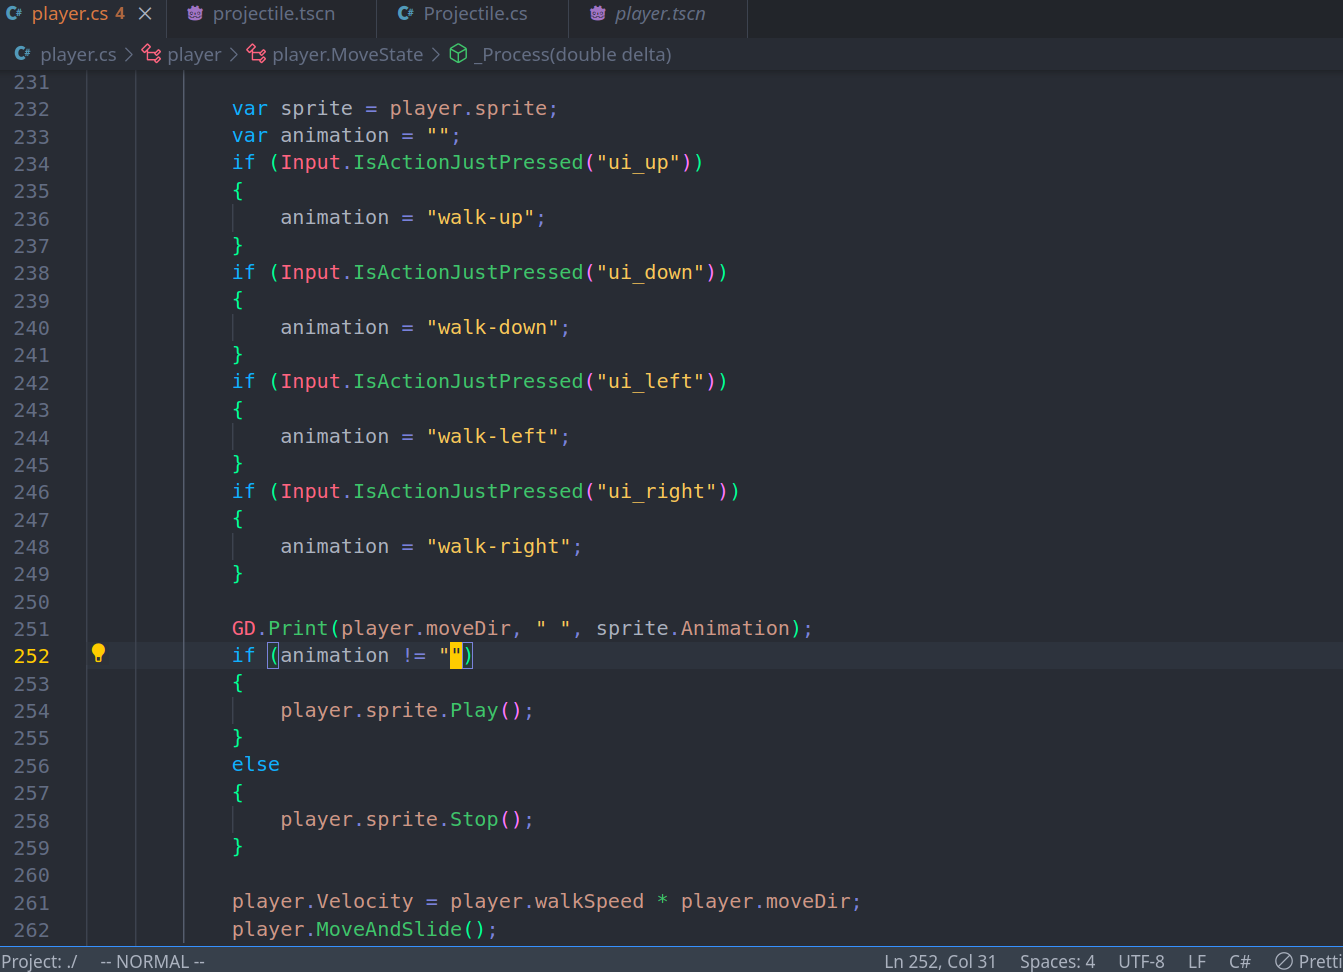 C# player.cs 4 projectile.tscn C# Projectile.cs player.tscn
C# player.cs > player > player.MoveState > _Process(double delta)
231
232 var sprite = player.sprite;
233 var animation = "";
234 if (Input.IsActionJustPressed("ui_up"))
235 {
236 animation = "walk-up";
237 }
238 if (Input.IsActionJustPressed("ui_down"))
239 {
240 animation = "walk-down";
241 }
242 if (Input.IsActionJustPressed("ui_left"))
243 {
244 animation = "walk-left";
245 }
246 if (Input.IsActionJustPressed("ui_right"))
247 {
248 animation = "walk-right";
249 }
250
251 GD.Print(player.moveDir, " ", sprite.Animation);
252 if (animation != "")
253 {
254 player.sprite.Play();
255 }
256 else
257 {
258 player.sprite.Stop();
259 }
260
261 player.Velocity = player.walkSpeed * player.moveDir;
262 player.MoveAndSlide();
Project: ./ -- NORMAL -- Ln 252, Col 31 Spaces: 4 UTF-8 LF C# Pretti